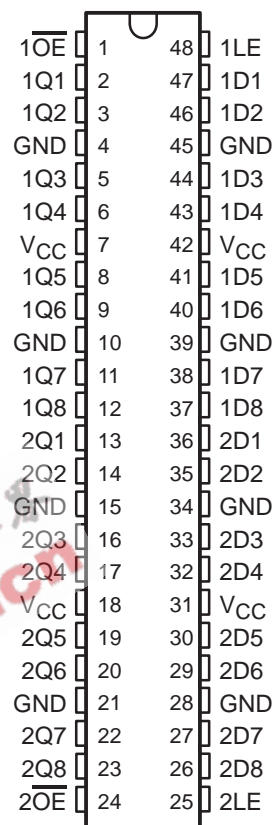 1O̅E̅ 1 48 1LE
1Q1 2 47 1D1
1Q2 3 46 1D2
GND 4 45 GND
1Q3 5 44 1D3
1Q4 6 43 1D4
VCC 7 42 VCC
1Q5 8 41 1D5
1Q6 9 40 1D6
GND 10 39 GND
1Q7 11 38 1D7
1Q8 12 37 1D8
2Q1 13 36 2D1
2Q2 14 35 2D2
GND 15 34 GND
2Q3 16 33 2D3
2Q4 17 32 2D4
VCC 18 31 VCC
2Q5 19 30 2D5
2Q6 20 29 2D6
GND 21 28 GND
2Q7 22 27 2D7
2Q8 23 26 2D8
2O̅E̅ 24 25 2LE